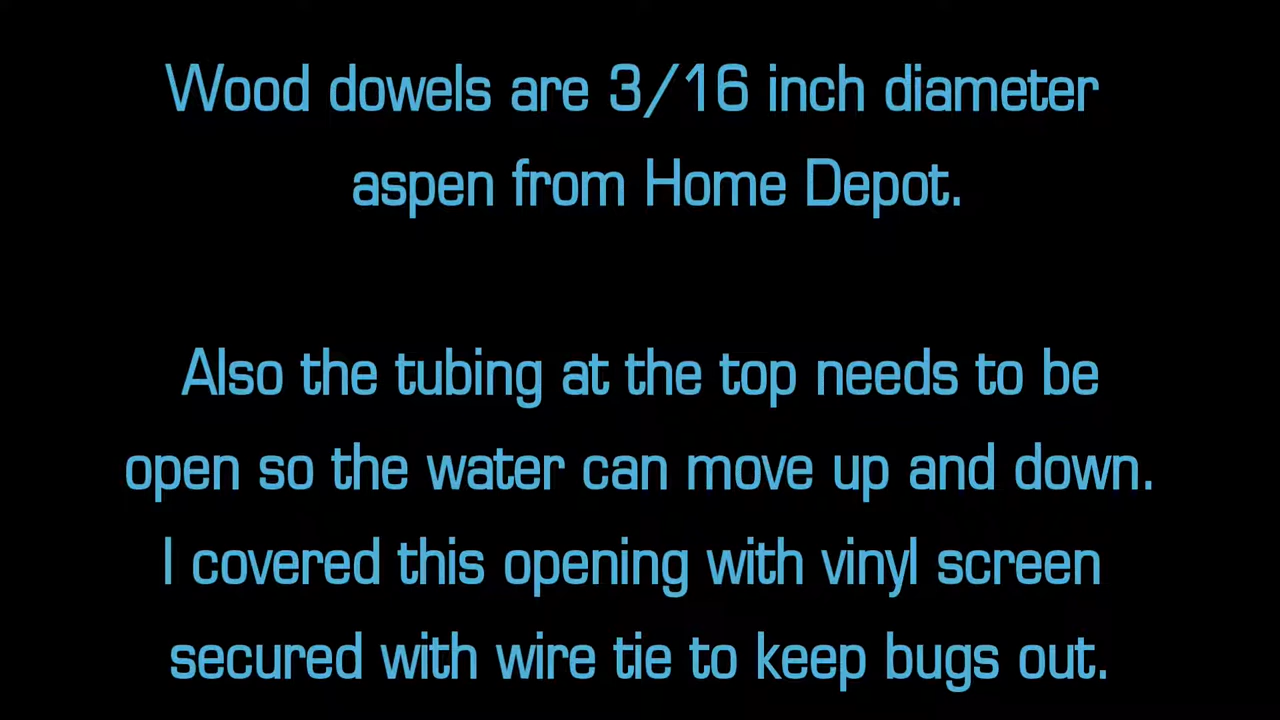 Wood dowels are 3/16 inch diameter
aspen from Home Depot.
Also the tubing at the top needs to be
open so the water can move up and down.
I covered this opening with vinyl screen
secured with wire tie to keep bugs out.